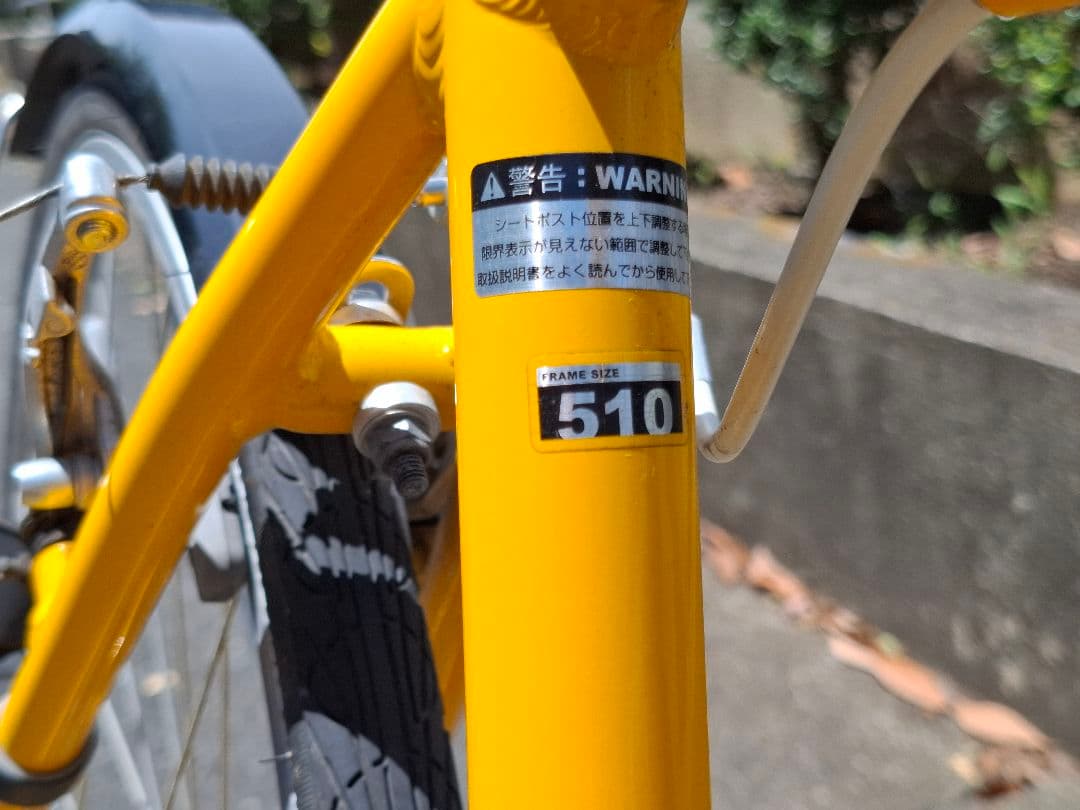 警告：WARNIN
シートポスト位置を上下調整する
限界表示が見えない範囲で調整して
取扱説明書をよく読んでから使用して
FRAME SIZE
510